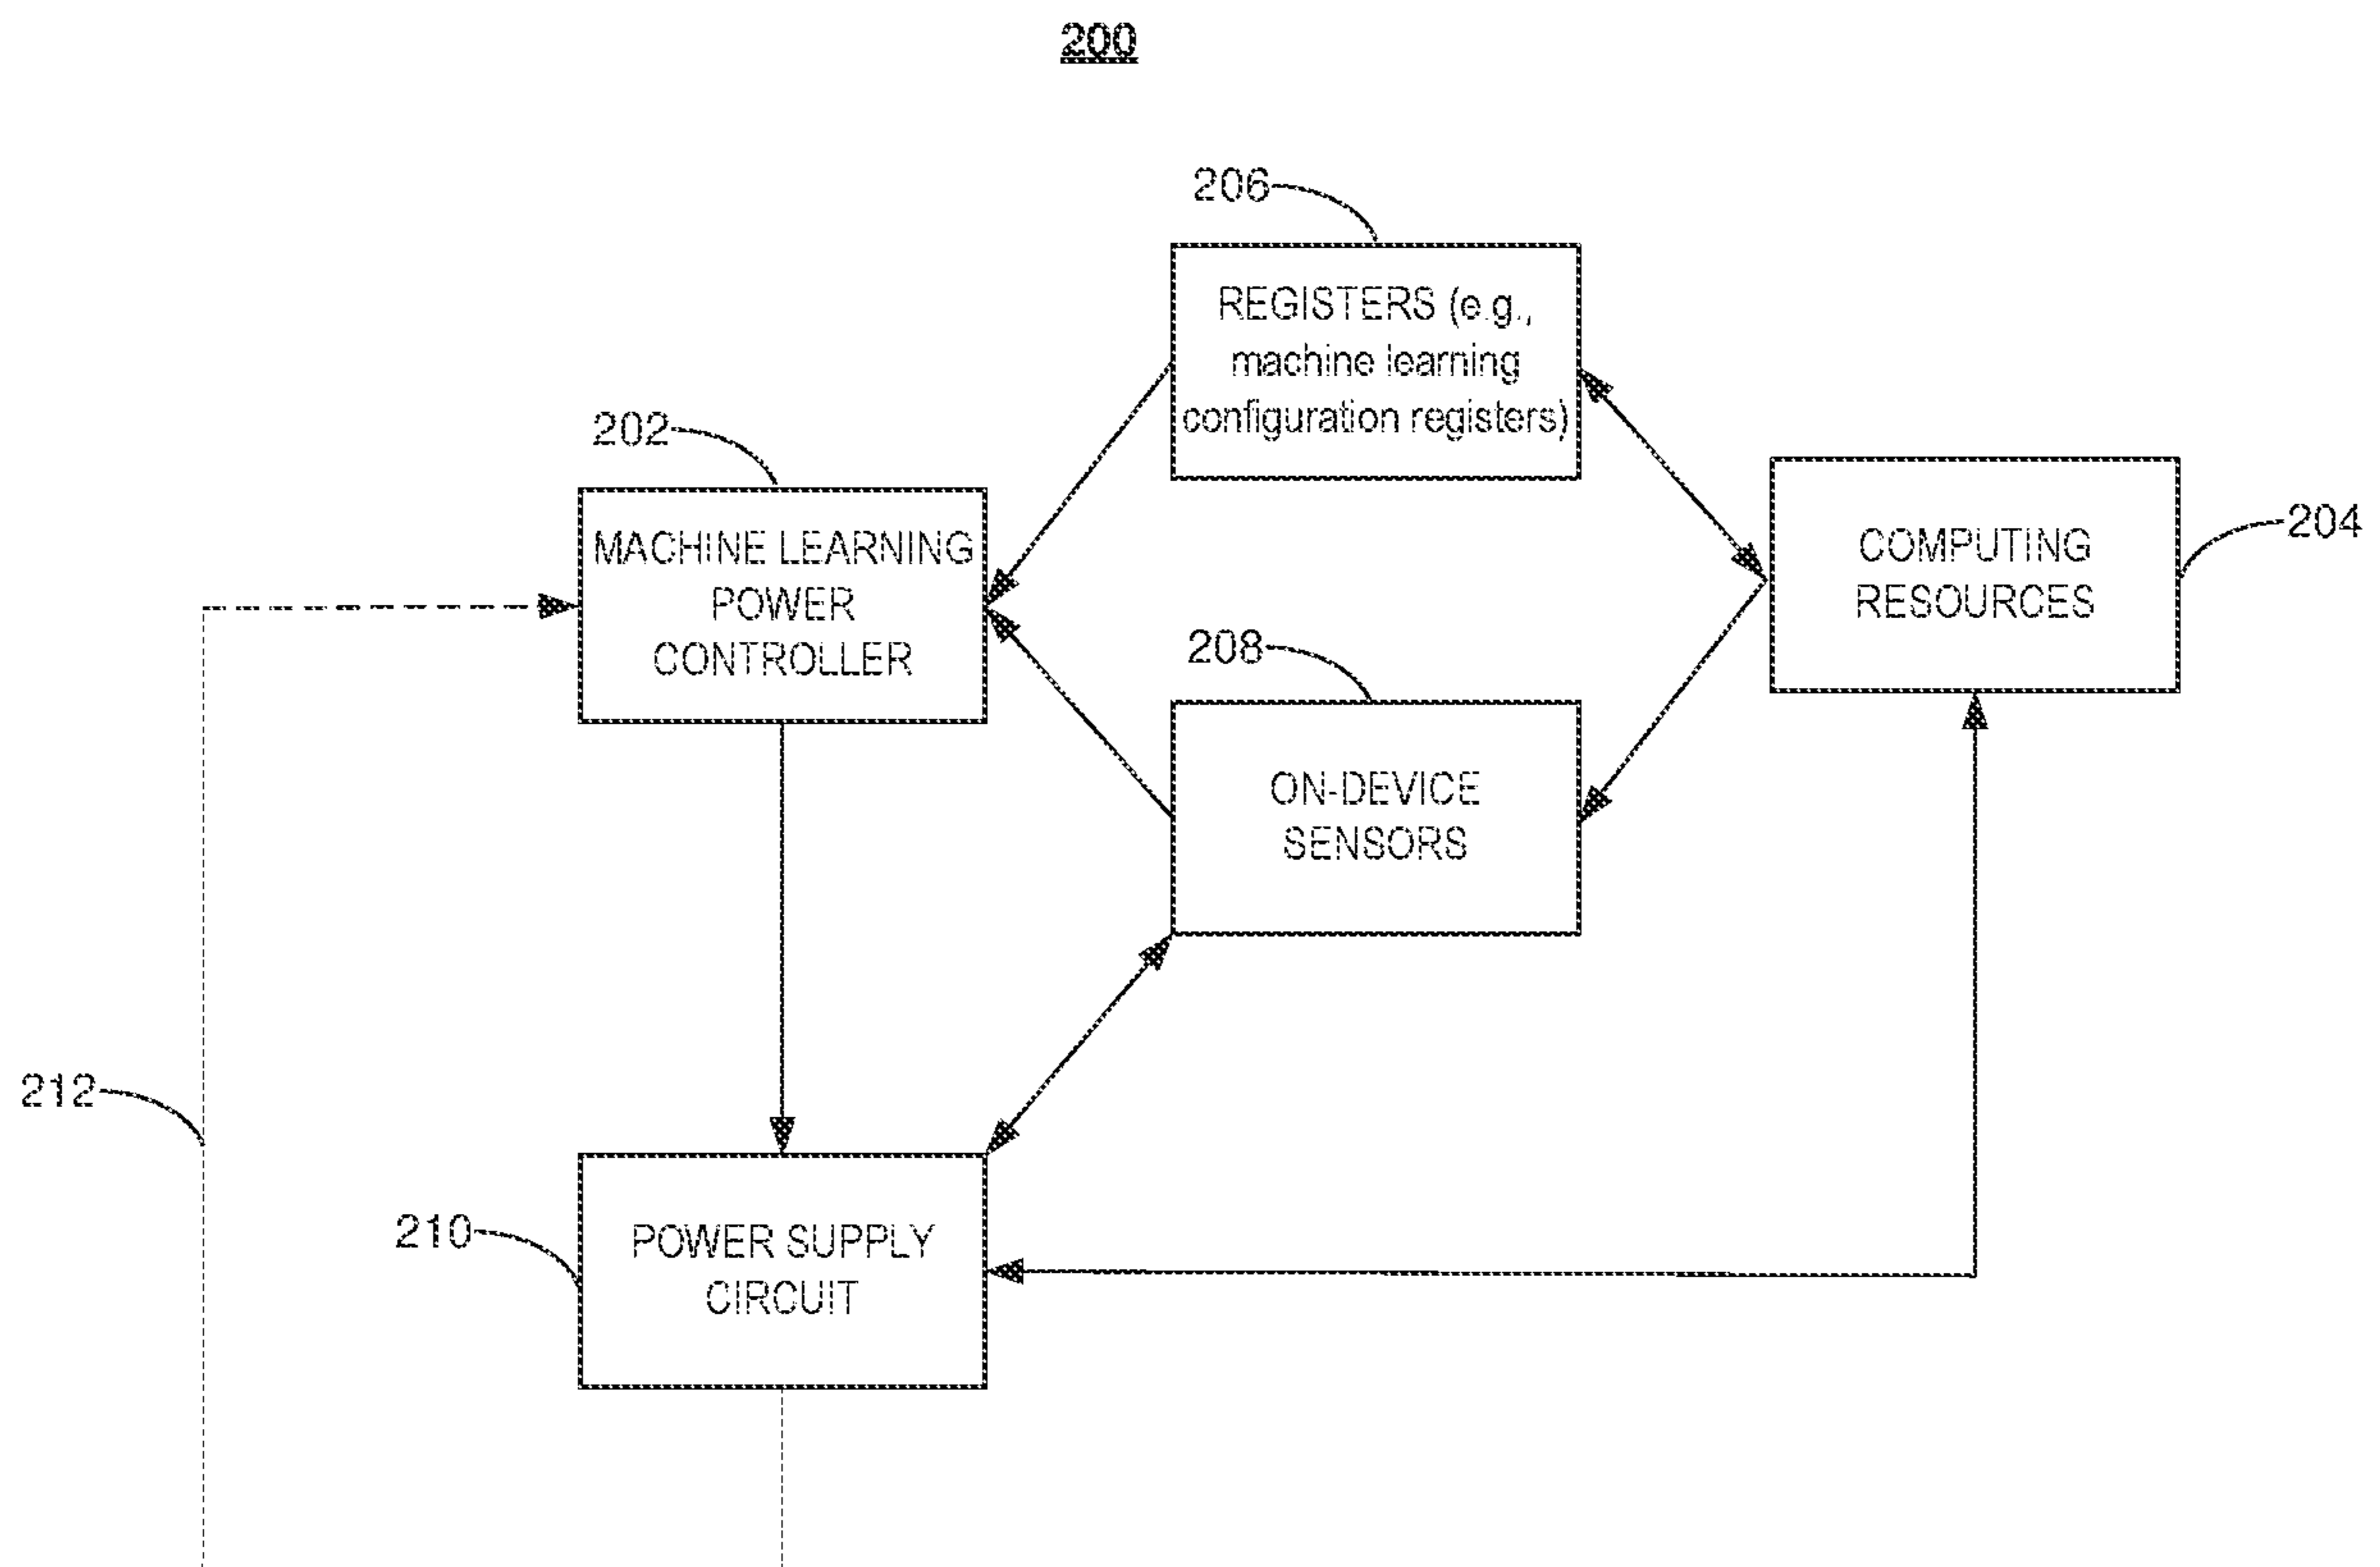 200
206
REGISTERS (e.g.,
machine learning
configuration registers)
202
MACHINE LEARNING
POWER
CONTROLLER
204
COMPUTING
RESOURCES
208
ON-DEVICE
SENSORS
212
210
POWER SUPPLY
CIRCUIT